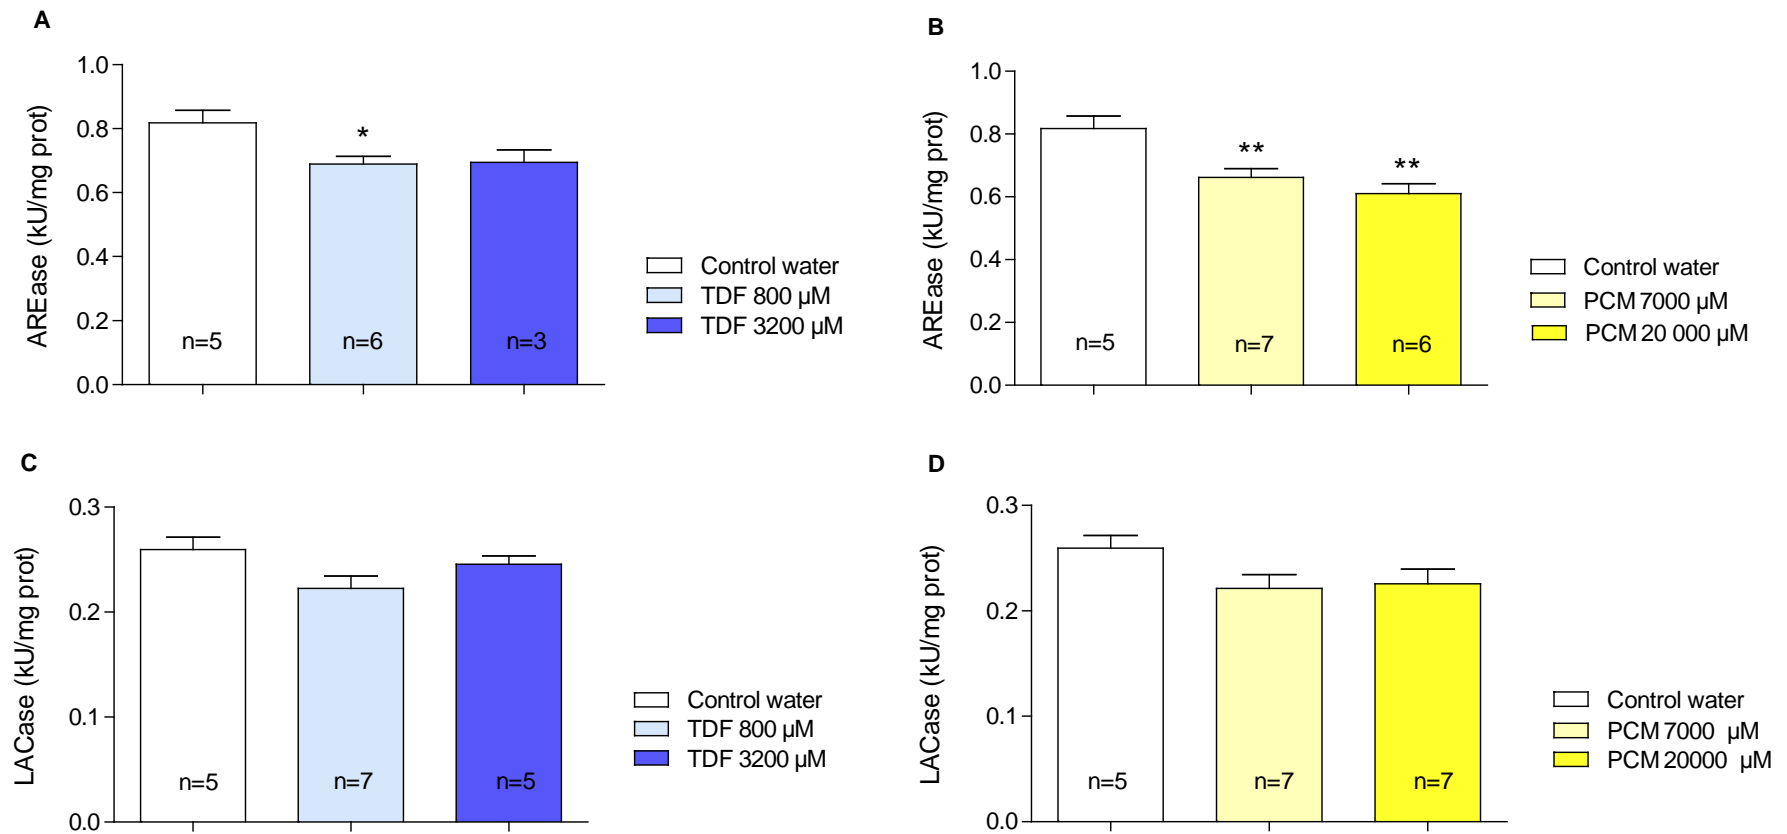 A
AREase (kU/mg prot)
1.0
0.8
0.6
0.4
0.2
0.0
*
n=5
n=6
n=3
Control water
TDF 800 µM
TDF 3200 µM
B
AREase (kU/mg prot)
1.0
0.8
0.6
0.4
0.2
0.0
**
**
n=5
n=7
n=6
Control water
PCM 7000 µM
PCM 20 000 µM
C
LACase (kU/mg prot)
0.3
0.2
0.1
0.0
n=5
n=7
n=5
Control water
TDF 800 µM
TDF 3200 µM
D
LACase (kU/mg prot)
0.3
0.2
0.1
0.0
n=5
n=7
n=7
Control water
PCM 7000 µM
PCM 20000 µM